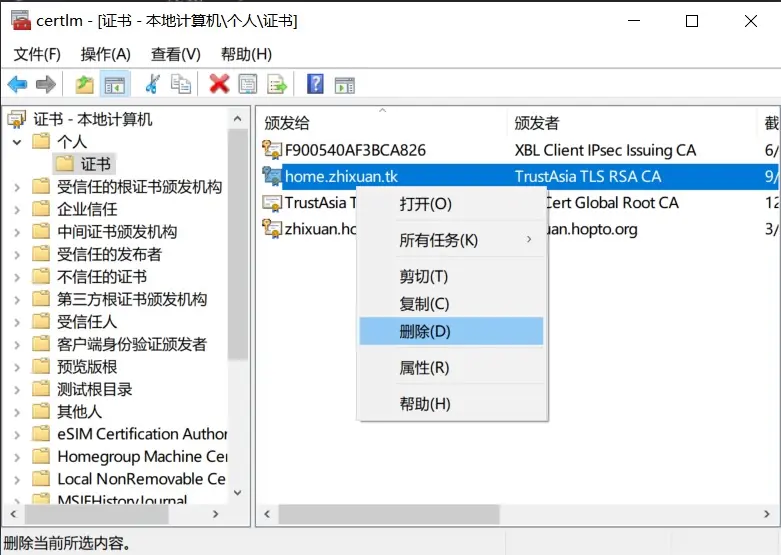 certlm - [证书 - 本地计算机\个人\证书]
文件(F) 操作(A) 查看(V) 帮助(H)
证书 - 本地计算机
个人
证书
受信任的根证书颁发机构
企业信任
中间证书颁发机构
受信任的发布者
不信任的证书
第三方根证书颁发机构
受信任人
客户端身份验证颁发者
预览版根
测试根目录
其他人
eSIM Certification Author
Homegroup Machine Cer
Local NonRemovable Ce
MSIEHistoryJournal
颁发给 颁发者 截
F900540AF3BCA826 XBL Client IPsec Issuing CA 6/
home.zhixuan.tk TrustAsia TLS RSA CA 9/
TrustAsia T Cert Global Root CA 12
zhixuan.ho uan.hopto.org 3/
打开(O)
所有任务(K)
剪切(T)
复制(C)
删除(D)
属性(R)
帮助(H)
删除当前所选内容。